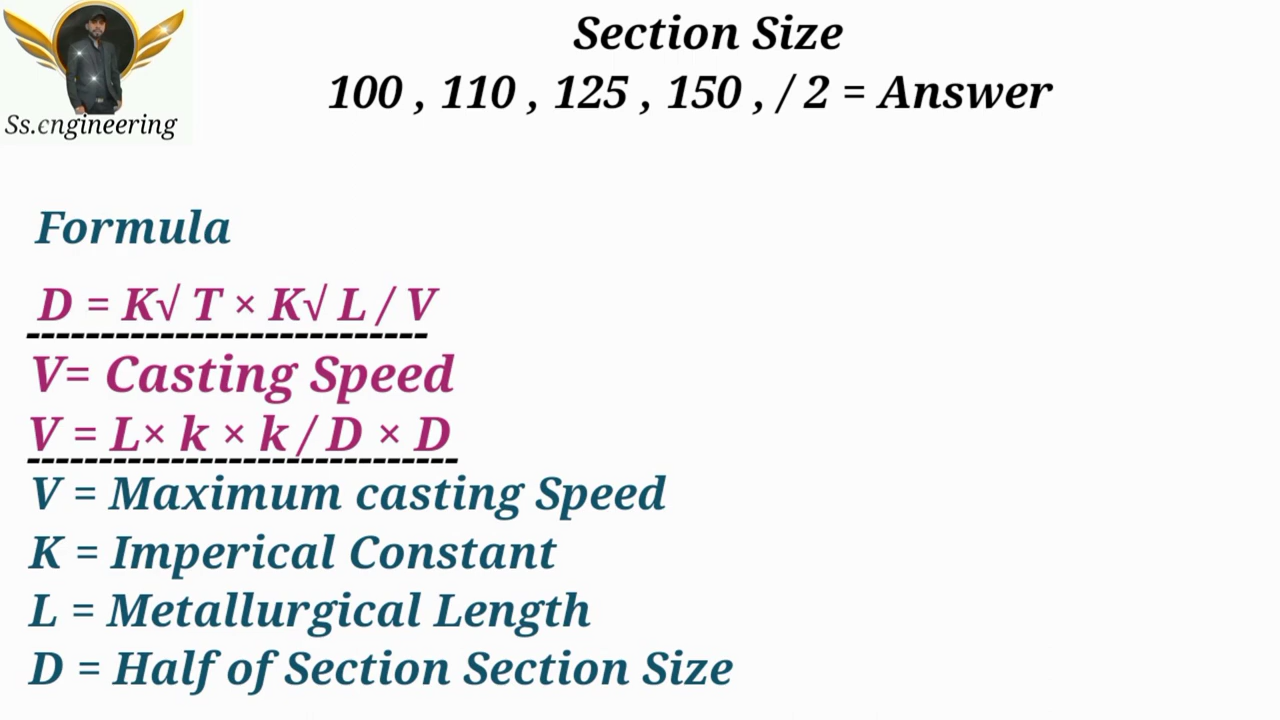 Section Size
100 , 110 , 125 , 150 , / 2 = Answer
Ss.engineering
Formula
D = K√ T × K√ L / V
V= Casting Speed
V = L× k × k / D × D
V = Maximum casting Speed
K = Imperical Constant
L = Metallurgical Length
D = Half of Section Section Size